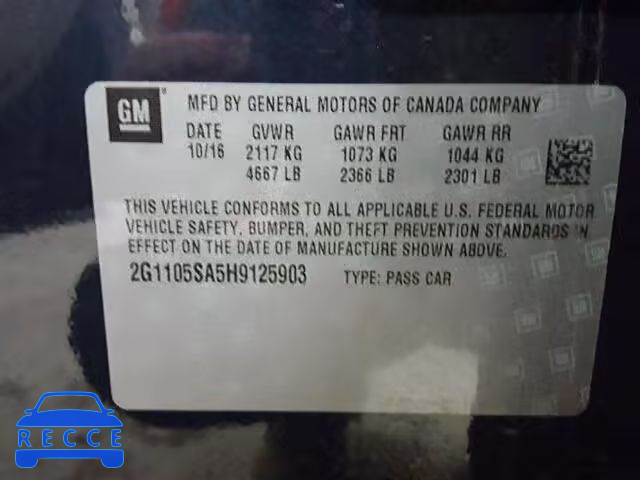 GM ®
MFD BY GENERAL MOTORS OF CANADA COMPANY
DATE GVWR GAWR FRT GAWR RR
10/16 2117 KG 1073 KG 1044 KG
4667 LB 2366 LB 2301 LB
THIS VEHICLE CONFORMS TO ALL APPLICABLE U.S. FEDERAL MOTOR
VEHICLE SAFETY, BUMPER, AND THEFT PREVENTION STANDARDS IN
EFFECT ON THE DATE OF MANUFACTURE SHOWN ABOVE.
2G1105SA5H9125903 TYPE: PASS CAR
RECCE